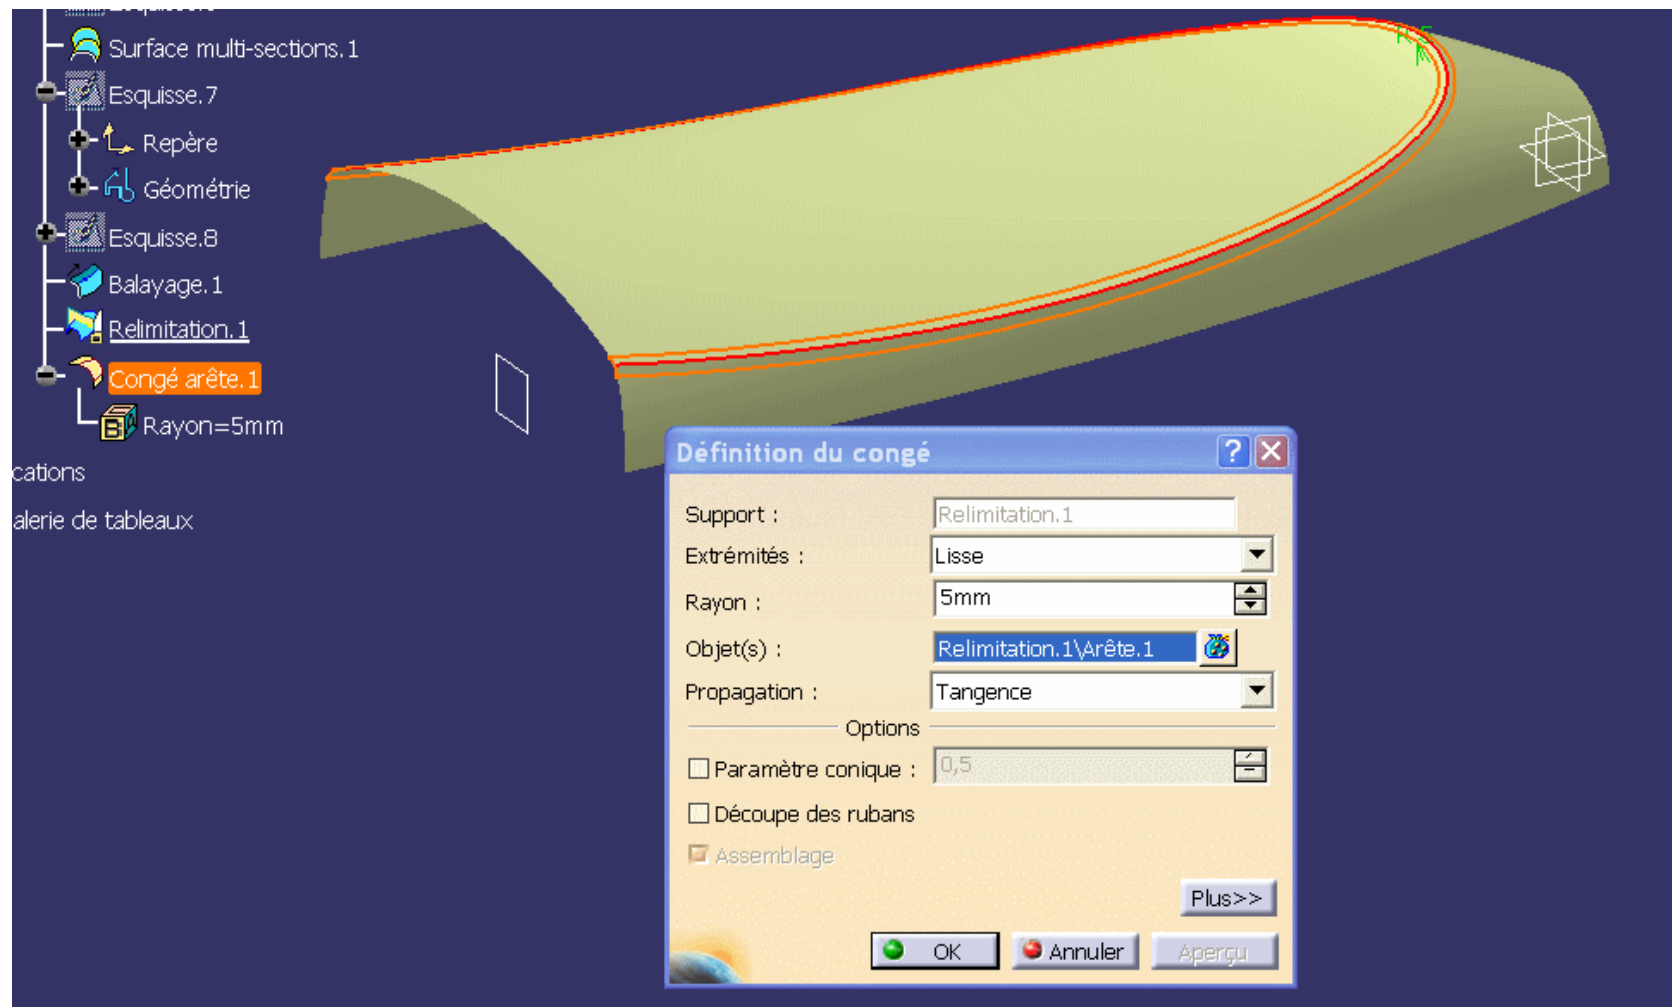 Surface multi-sections.1
Esquisse.7
Repère
Géométrie
Esquisse.8
Balayage.1
Relimitation.1
Congé arête.1
Rayon=5mm
cations
alerie de tableaux
Définition du congé
Support : Relimitation.1
Extrémités : Lisse
Rayon : 5mm
Objet(s) : Relimitation.1\Arête.1
Propagation : Tangence
Options
Paramètre conique : 0,5
Découpe des rubans
Assemblage
Plus>>
OK Annuler Aperçu